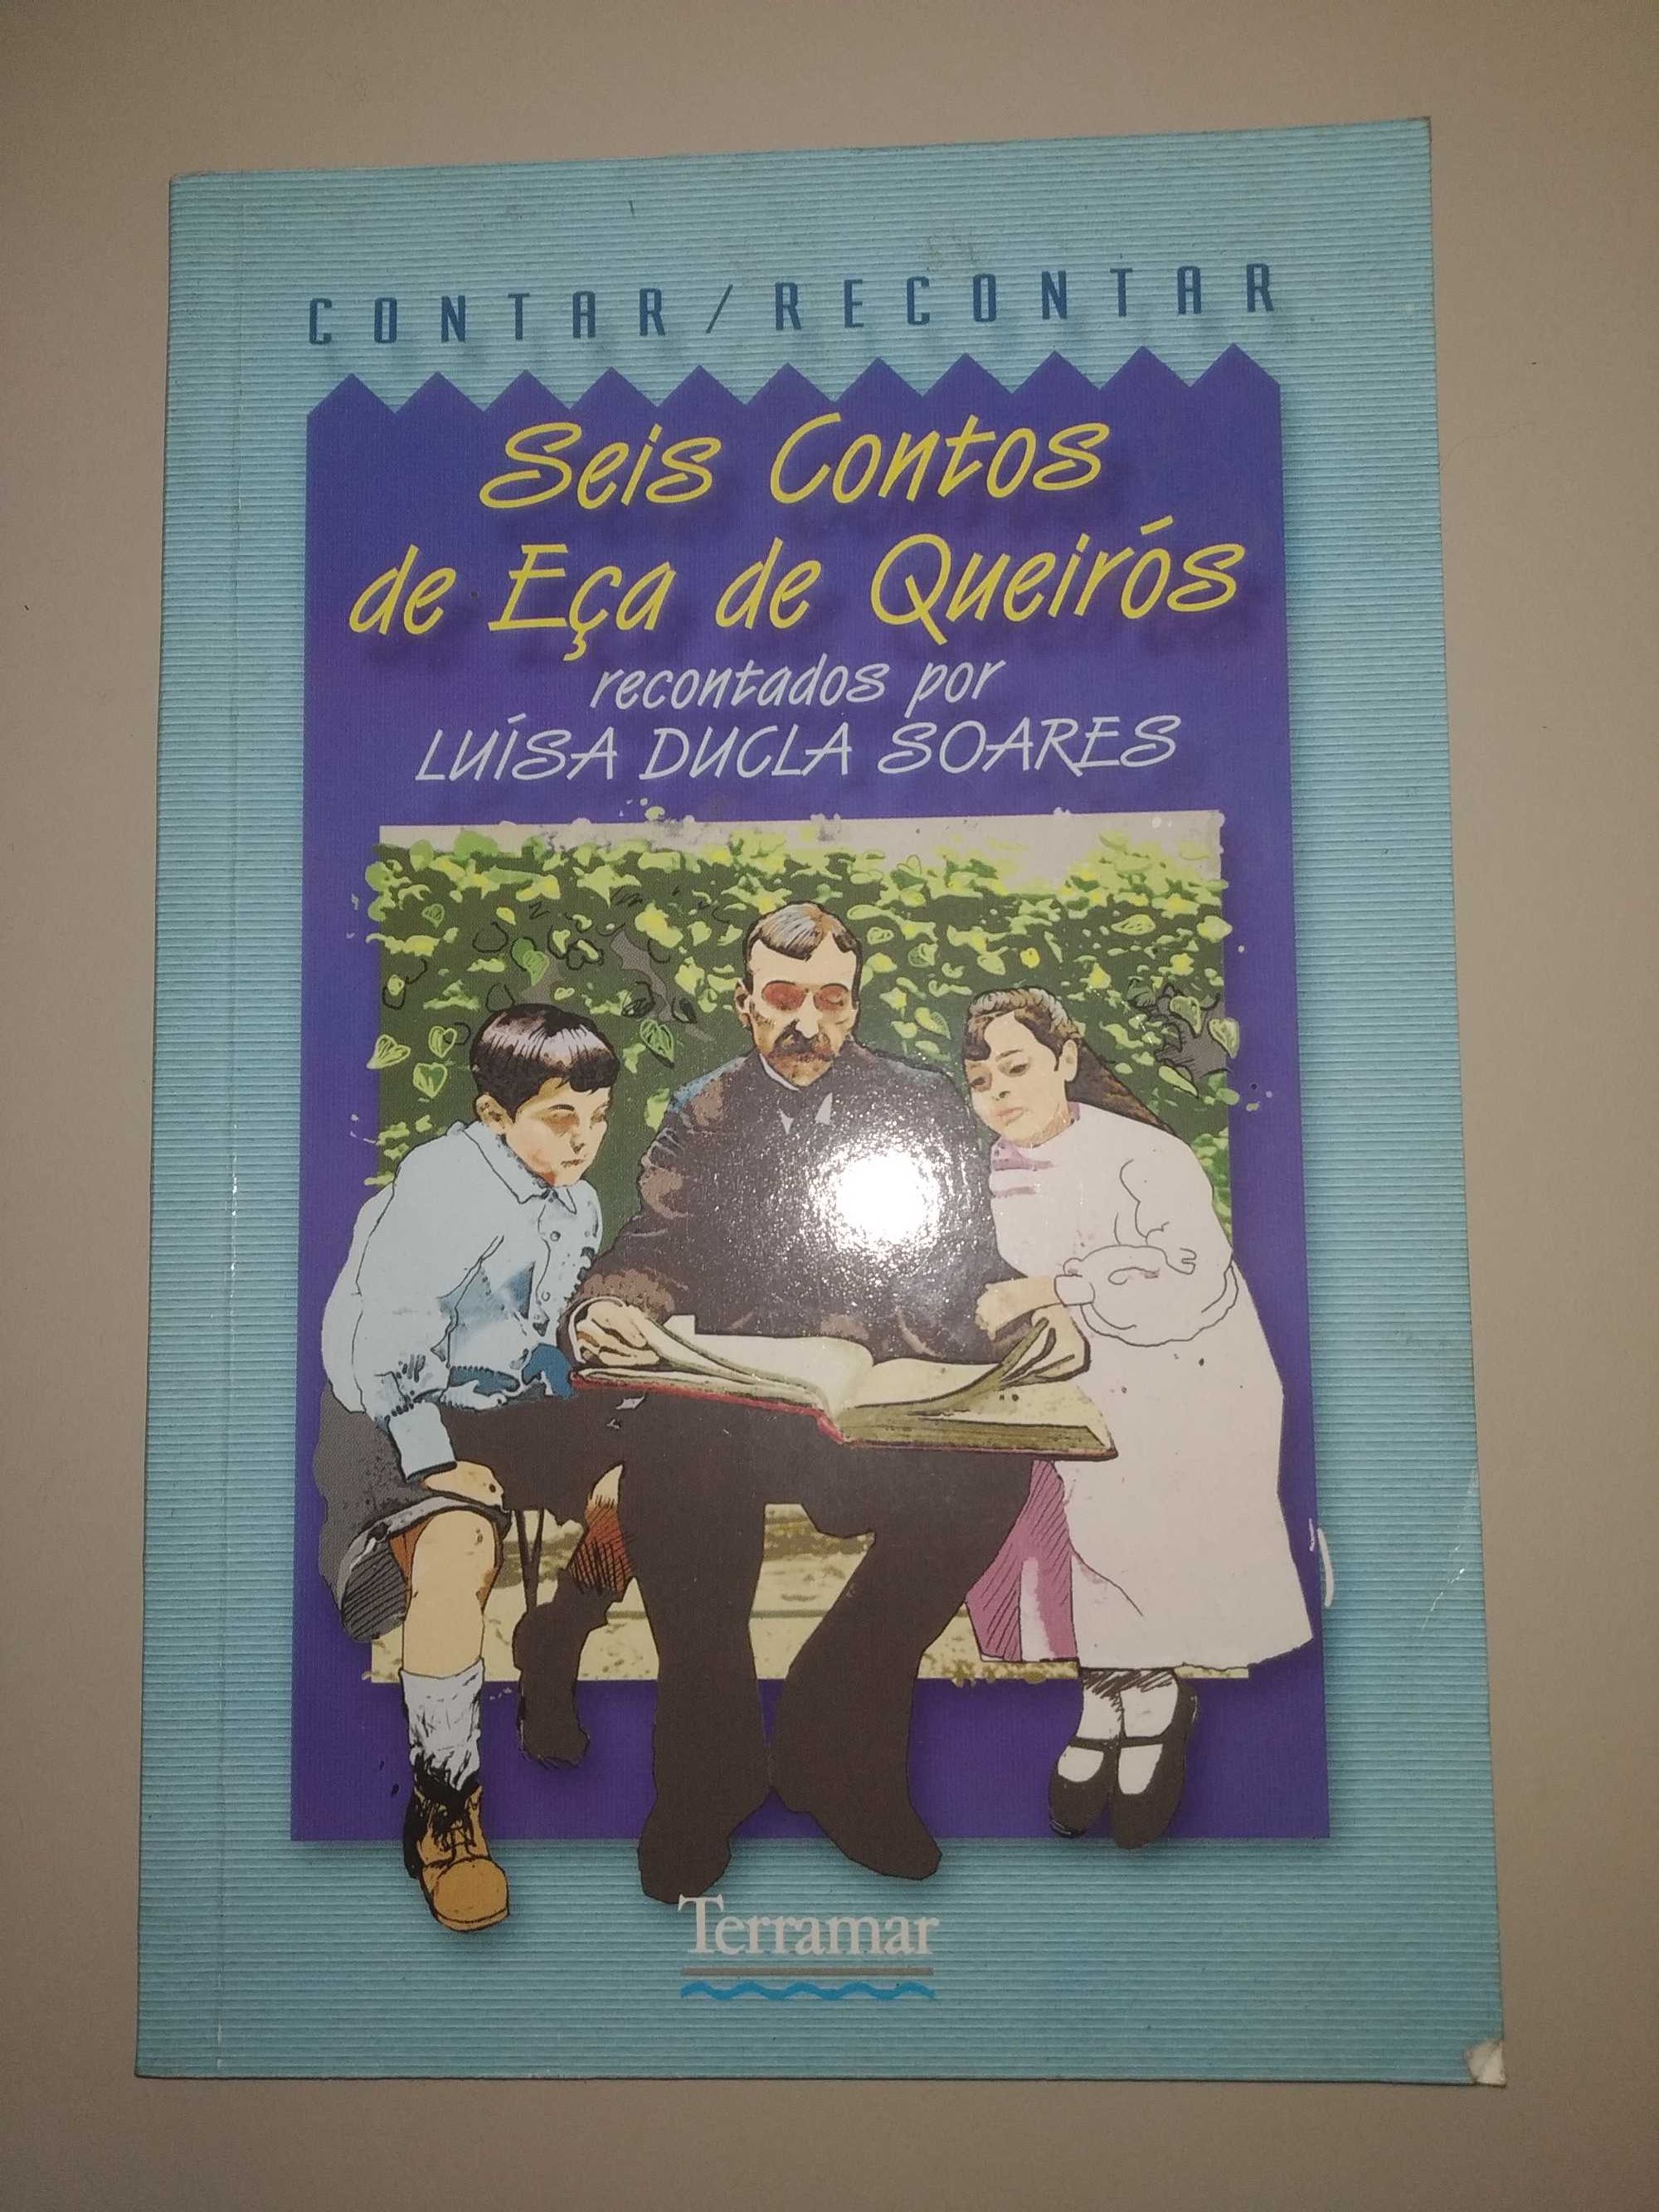 CONTAR/RECONTAR
Seis Contos
de Eça de Queirós
recontados por
LUÍSA DUCLA SOARES
Terramar